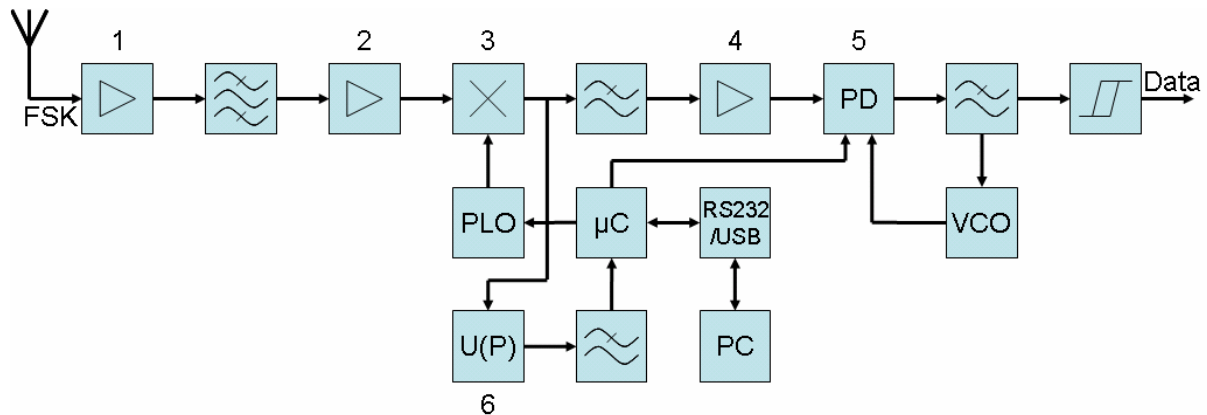 1
2
3
4
5
FSK
PD
Data
PLO
µC
RS232
/USB
VCO
U(P)
PC
6